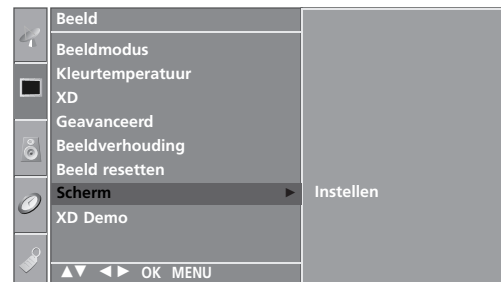 Beeld
Beeldmodus
Kleurtemperatuur
XD
Geavanceerd
Beeldverhouding
Beeld resetten
Scherm ► Instellen
XD Demo
▲▼ ◄► OK MENU